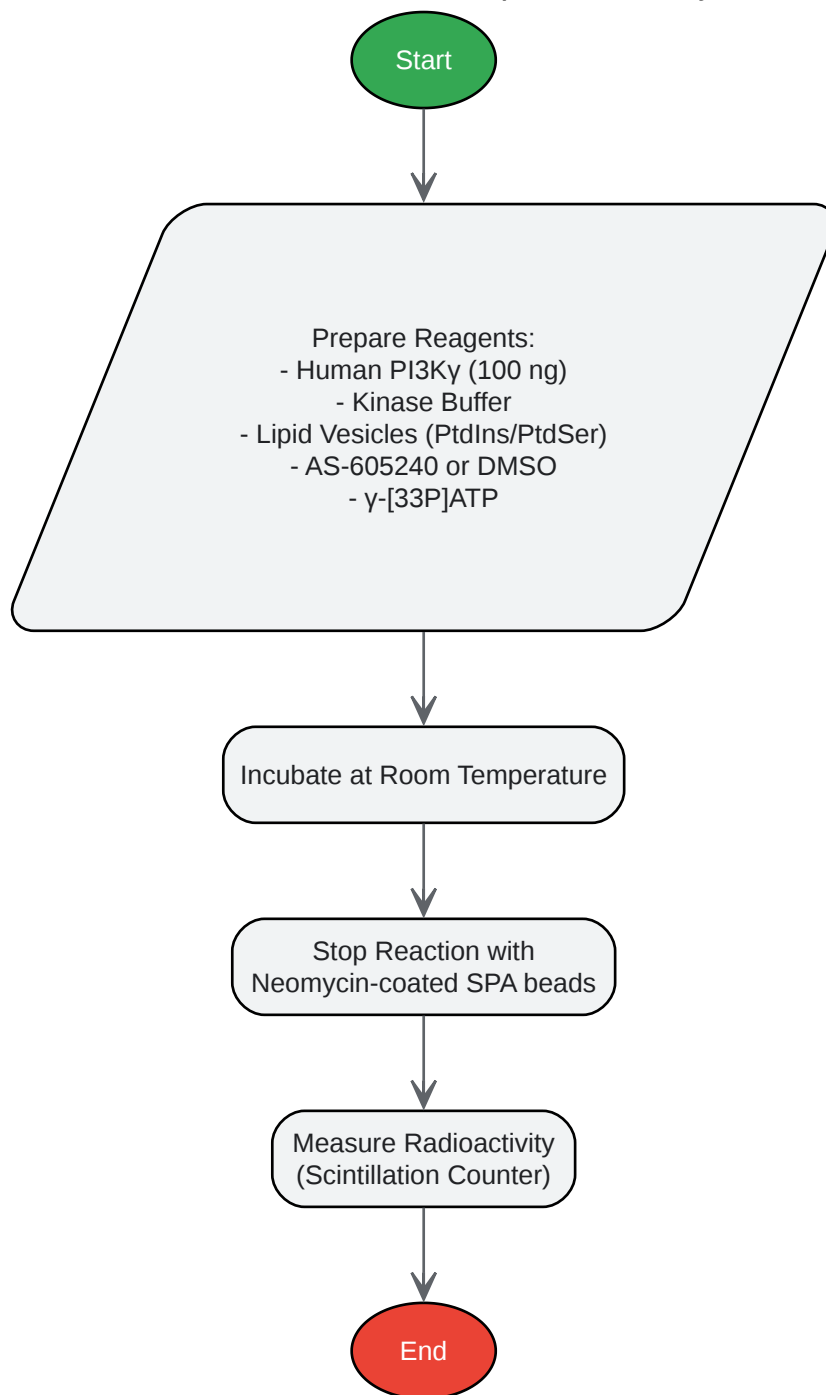 Start
Prepare Reagents:
- Human PI3Kγ (100 ng)
- Kinase Buffer
- Lipid Vesicles (PtdIns/PtdSer)
- AS-605240 or DMSO
- γ-[33P]ATP
Incubate at Room Temperature
Stop Reaction with
Neomycin-coated SPA beads
Measure Radioactivity
(Scintillation Counter)
End